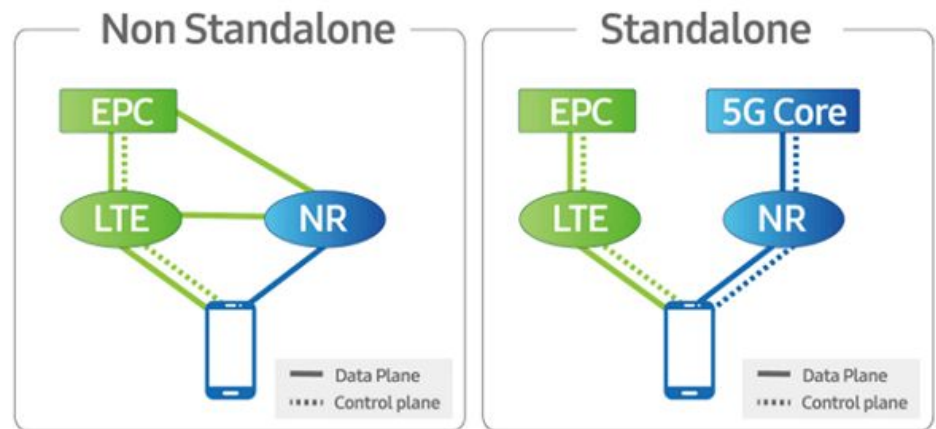 Non Standalone
EPC
LTE
NR
Data Plane
Control plane
Standalone
EPC
5G Core
LTE
NR
Data Plane
Control plane